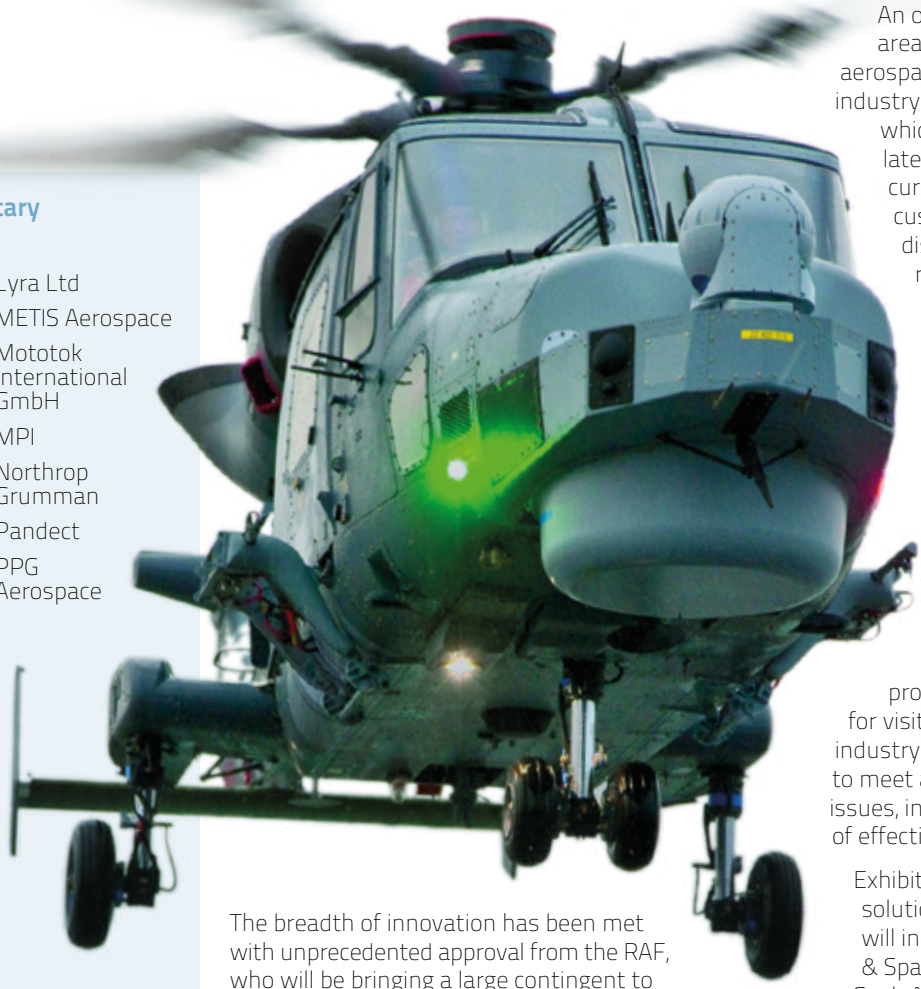 tary
Lyra Ltd
METIS Aerospace
Mototok
International
GmbH
MPI
Northrop
Grumman
Pandect
PPG
Aerospace
The breadth of innovation has been met
with unprecedented approval from the RAF,
who will be bringing a large contingent to
An o
area
aerospa
industry
whic
late
cur
cus
dis
r
pro
for visit
industry
to meet a
issues, in
of effecti
Exhibit
solutio
will in
& Spa